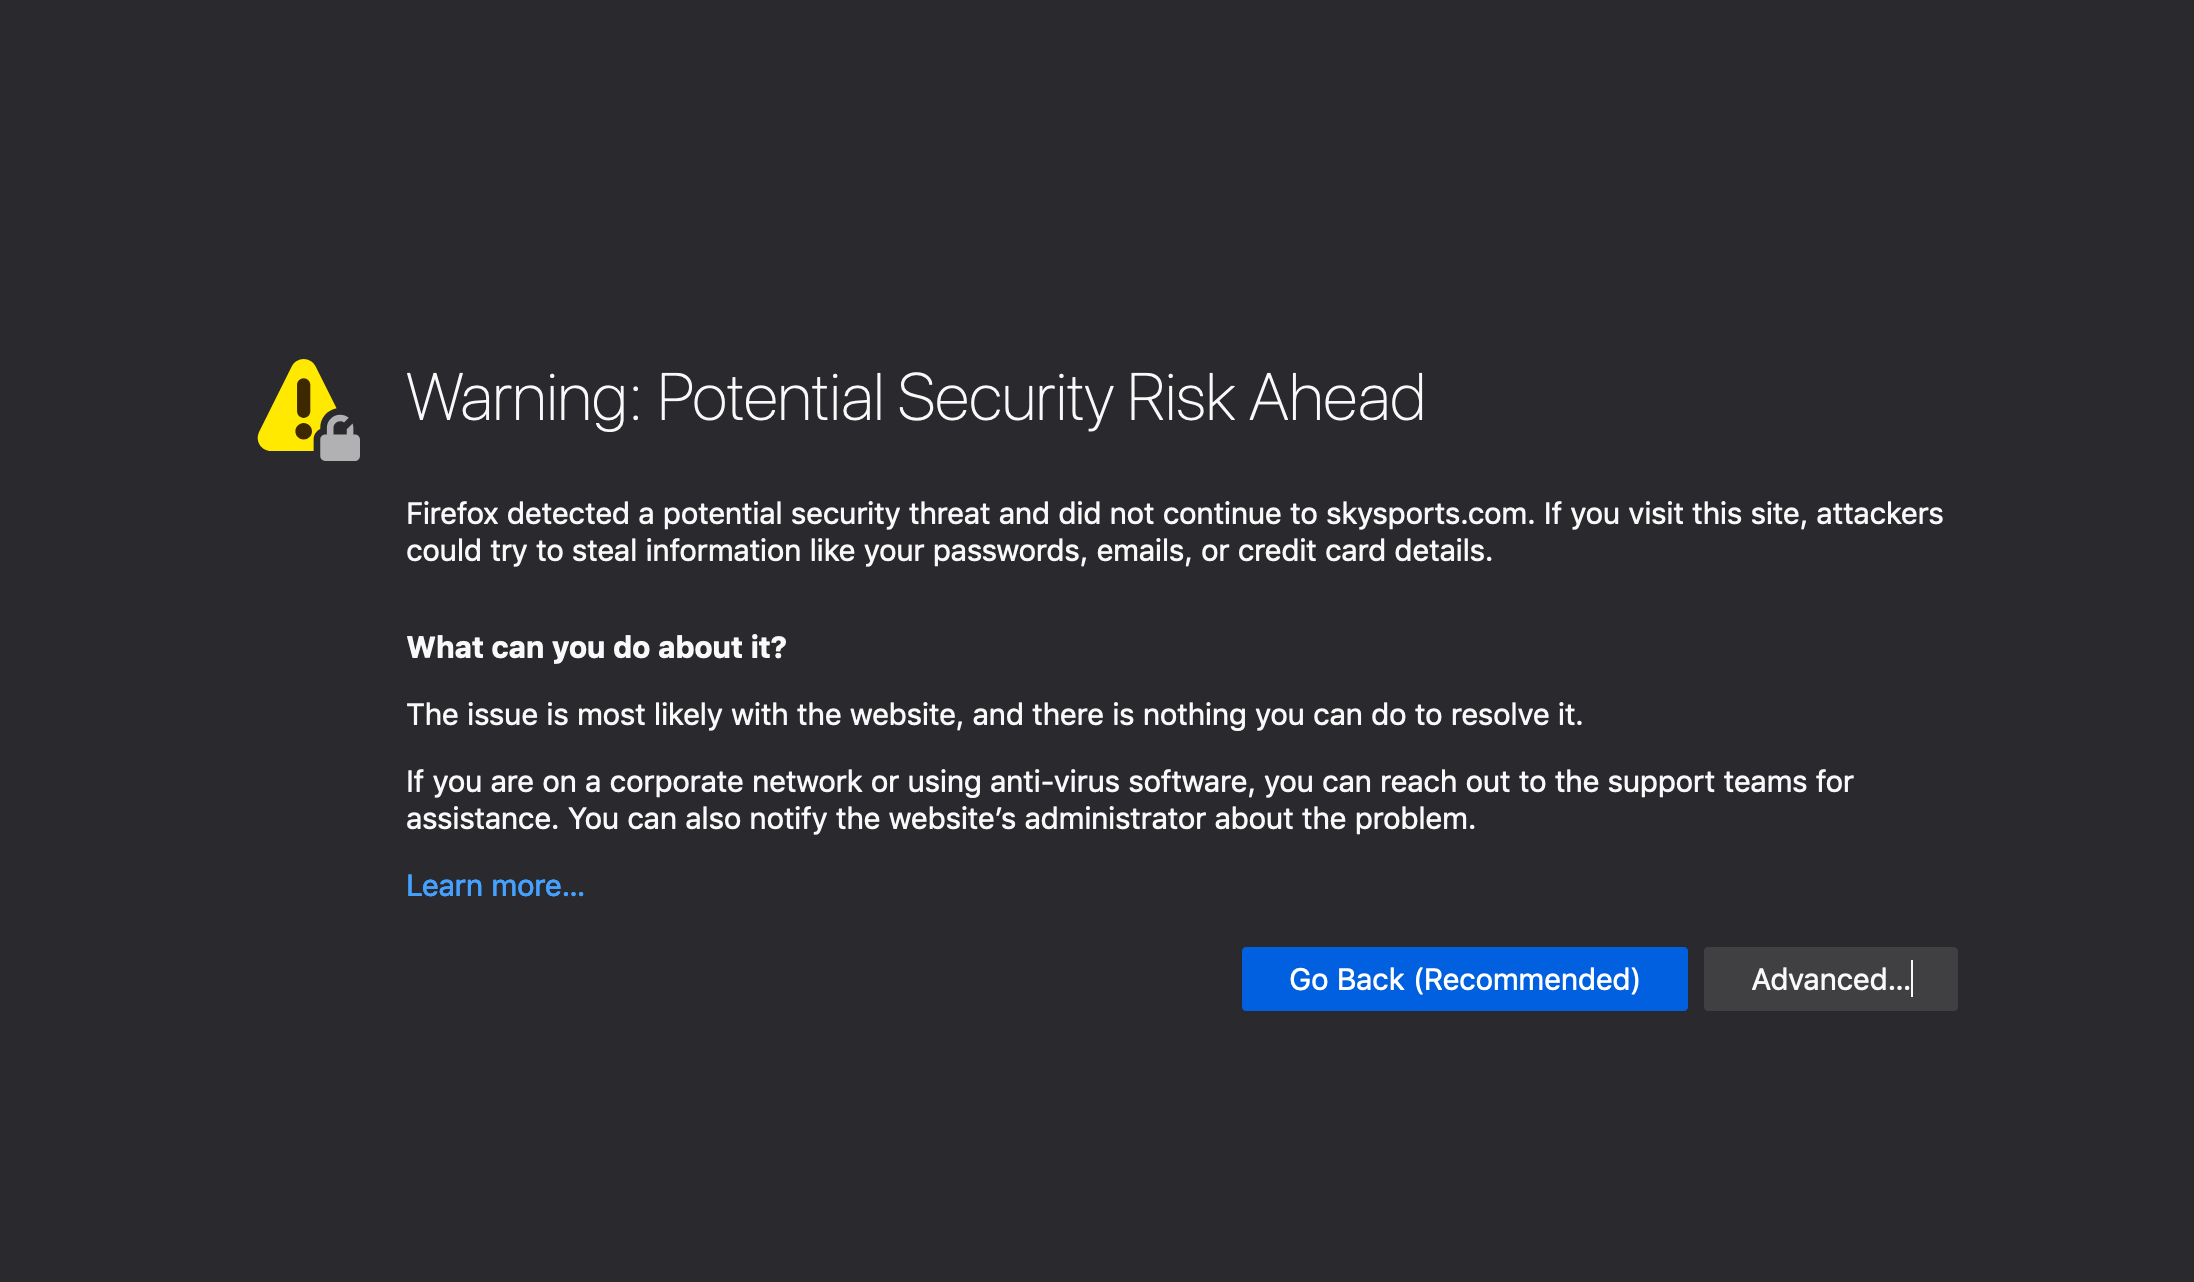 Warning: Potential Security Risk Ahead
Firefox detected a potential security threat and did not continue to skysports.com. If you visit this site, attackers
could try to steal information like your passwords, emails, or credit card details.
What can you do about it?
The issue is most likely with the website, and there is nothing you can do to resolve it.
If you are on a corporate network or using anti-virus software, you can reach out to the support teams for
assistance. You can also notify the website’s administrator about the problem.
Learn more…
Go Back (Recommended)
Advanced…